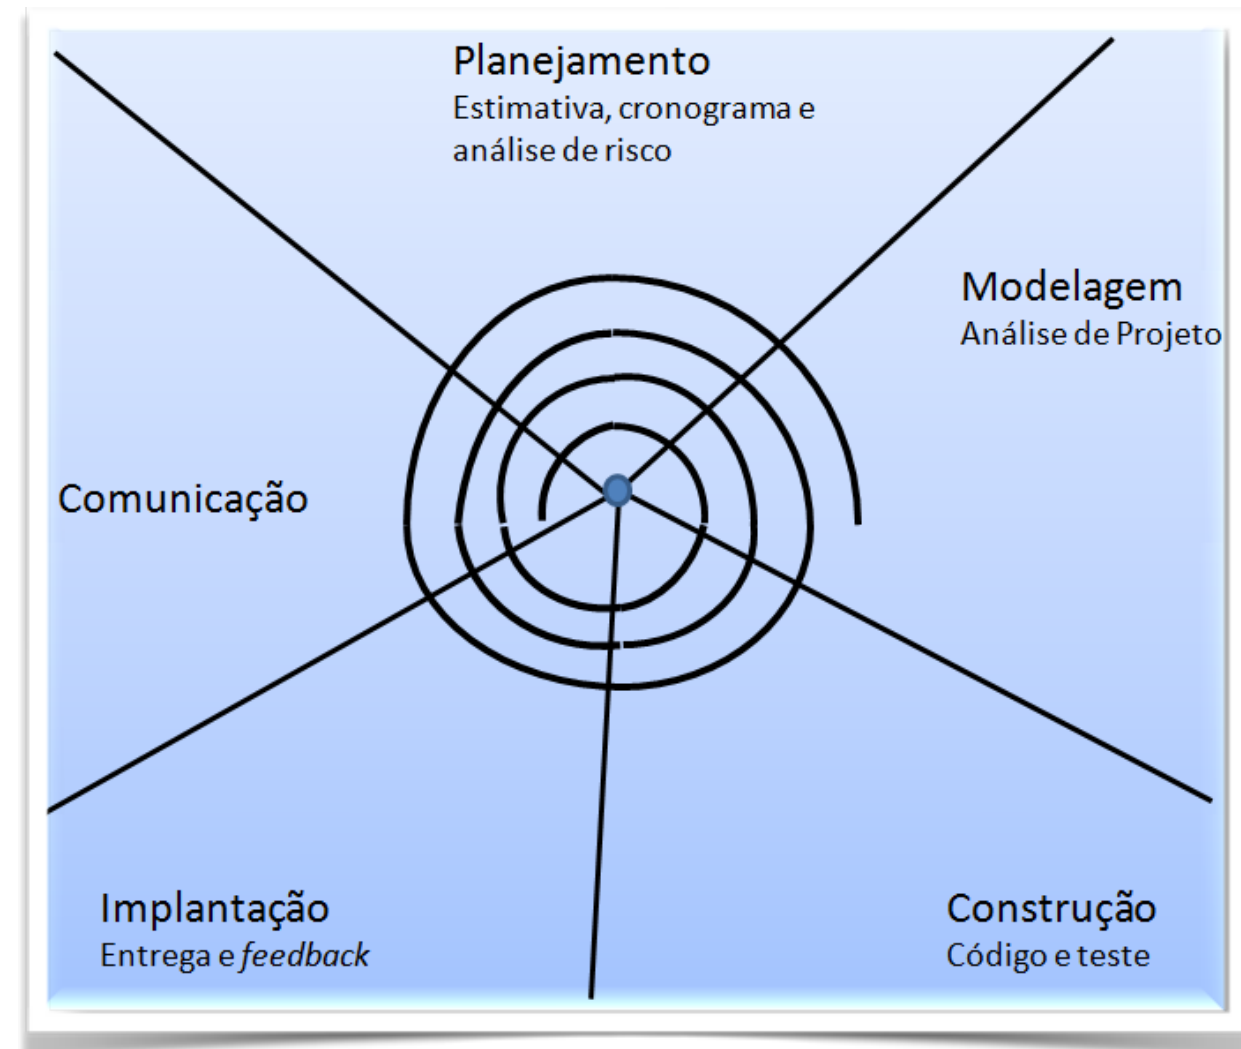 Planejamento
Estimativa, cronograma e
análise de risco
Modelagem
Análise de Projeto
Comunicação
Implantação
Entrega e feedback
Construção
Código e teste